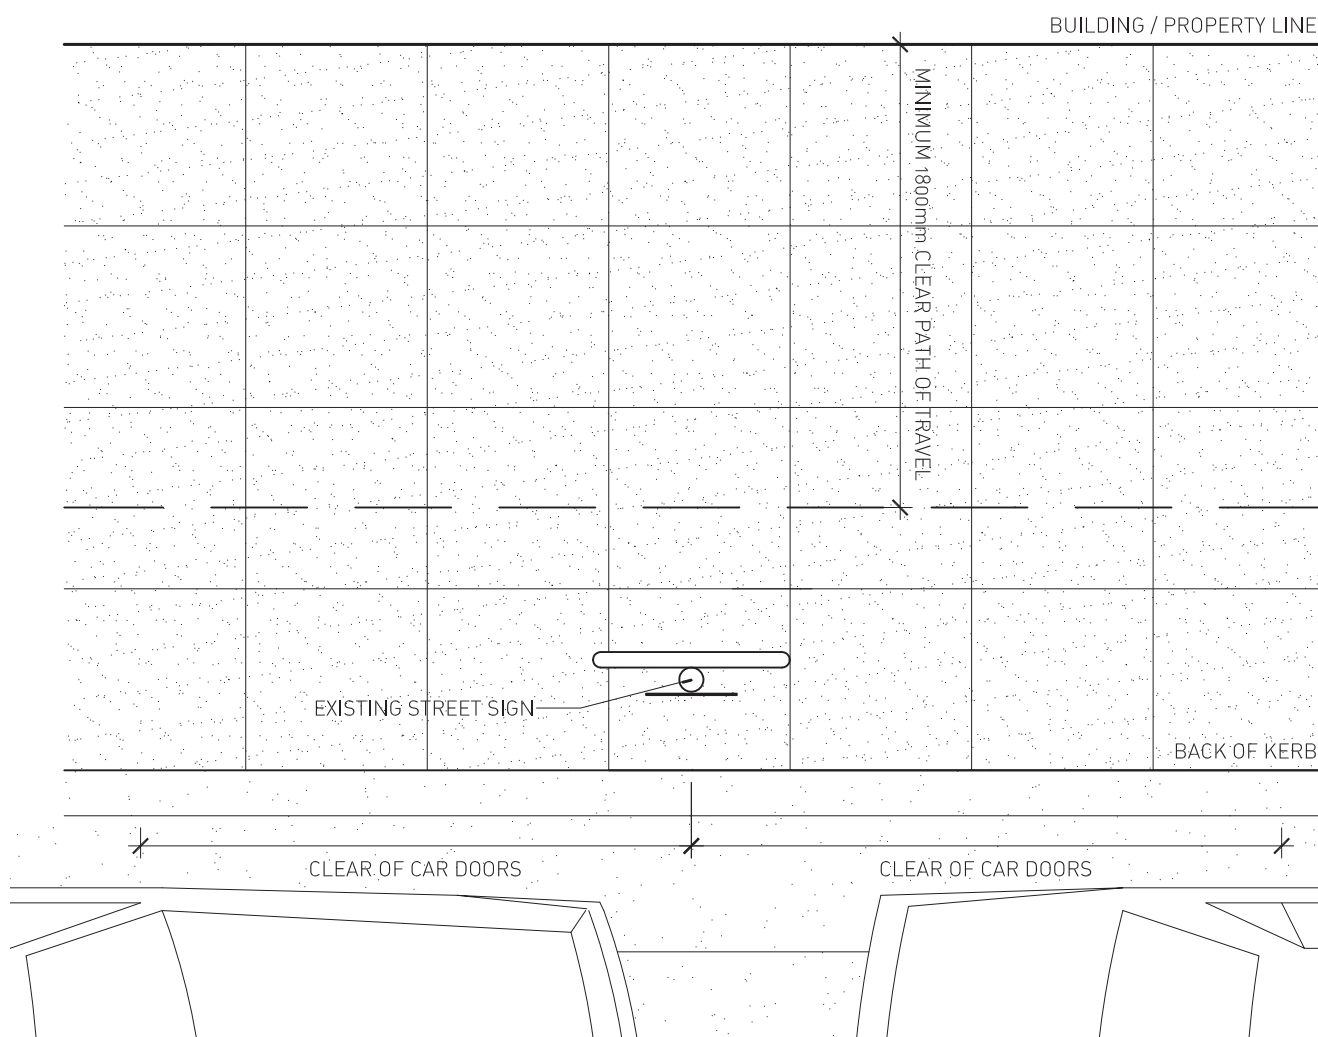 BUILDING / PROPERTY LINE
MINIMUM 1800mm CLEAR PATH OF TRAVEL
EXISTING STREET SIGN
BACK OF KERB
CLEAR OF CAR DOORS
CLEAR OF CAR DOORS